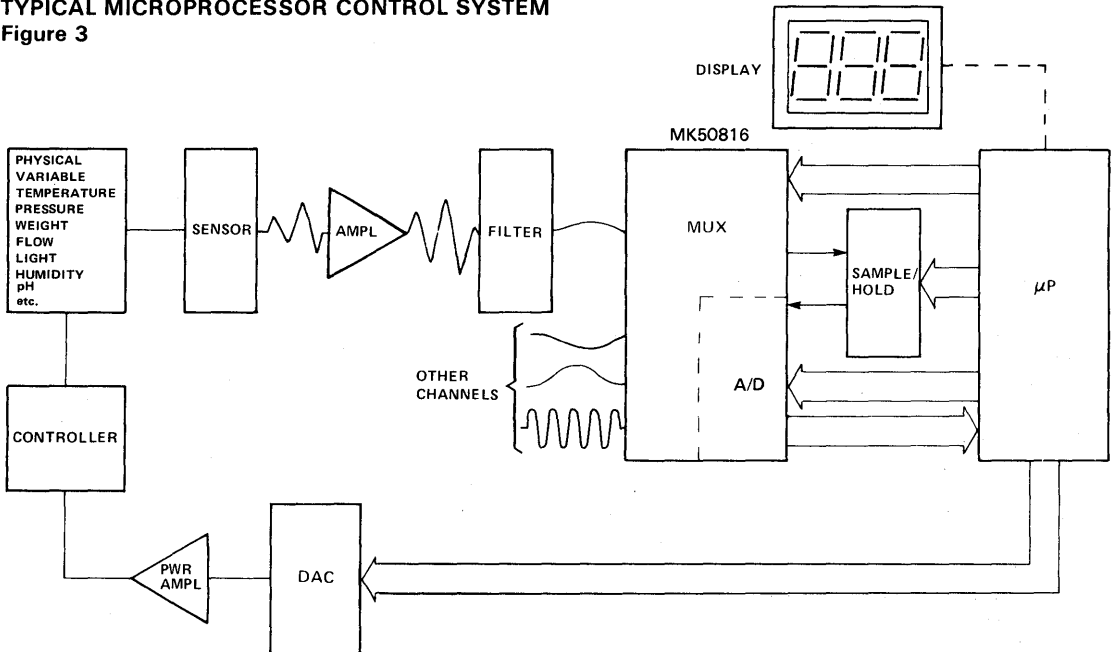 TYPICAL MICROPROCESSOR CONTROL SYSTEM
Figure 3
DISPLAY
MK50816
PHYSICAL
VARIABLE
TEMPERATURE
PRESSURE
WEIGHT
FLOW
LIGHT
HUMIDITY
pH
etc.
SENSOR
AMPL
FILTER
MUX
SAMPLE/
HOLD
μP
OTHER
CHANNELS
A/D
CONTROLLER
PWR
AMPL
DAC